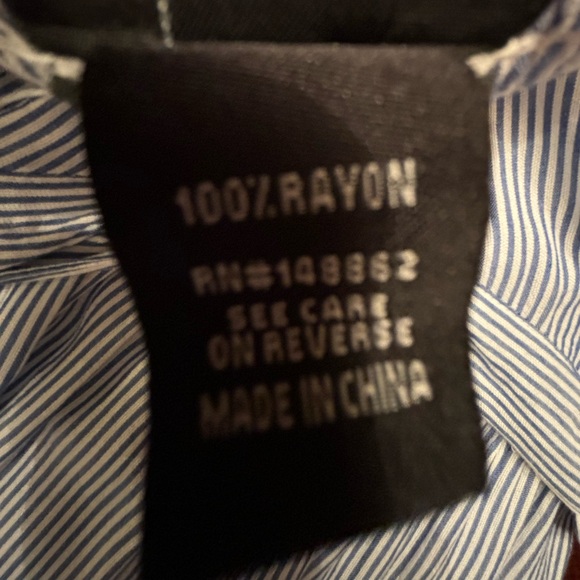 100% RAYON
RN#148862
SEE CARE
ON REVERSE
MADE IN CHINA